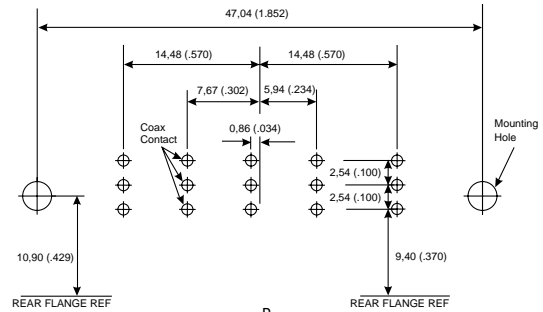 47,04 (1.852)
14,48 (.570)
14,48 (.570)
7,67 (.302)
5,94 (.234)
Coax
Contact
0,86 (.034)
Mounting
Hole
2,54 (.100)
2,54 (.100)
10,90 (.429)
9,40 (.370)
REAR FLANGE REF
REAR FLANGE REF